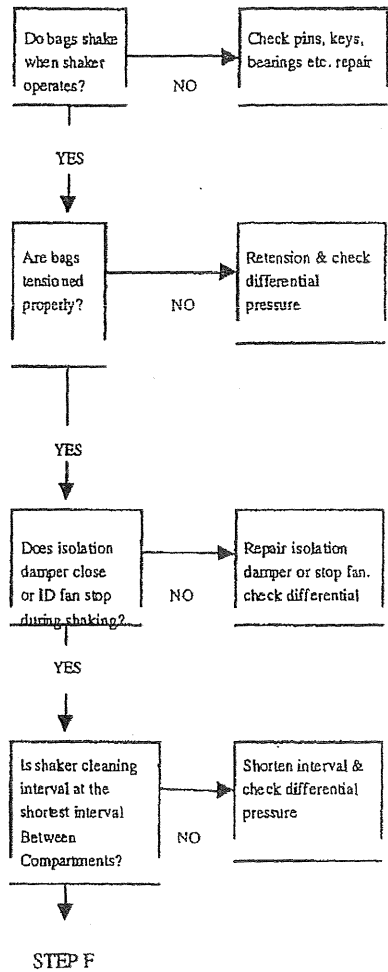 Do bags shake
when shaker
operates?
NO
Check pins, keys,
bearings etc. repair
YES
Are bags
tensioned
properly?
NO
Retension & check
differential
pressure
YES
Does isolation
damper close
or ID fan stop
during shaking?
NO
Repair isolation
damper or stop fan.
check differential
YES
Is shaker cleaning
interval at the
shortest interval
Between
Compartments?
NO
Shorten interval &
check differential
pressure
STEP F